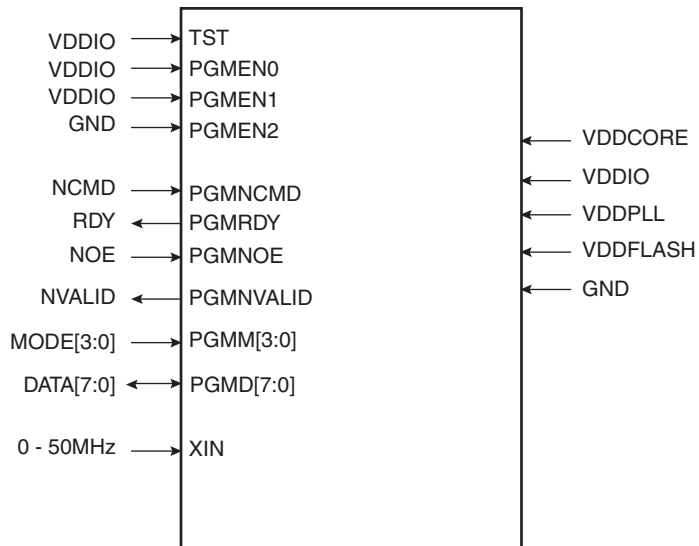 VDDIO TST
VDDIO PGMEN0
VDDIO PGMEN1
GND PGMEN2
NCMD PGMNCMD
RDY PGMRDY
NOE PGMNOE
NVALID PGMNVALID
MODE[3:0] PGMM[3:0]
DATA[7:0] PGMD[7:0]
0 - 50MHz XIN
VDDCORE
VDDIO
VDDPLL
VDDFLASH
GND